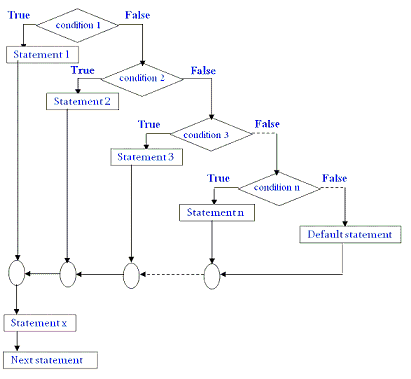 True
False
condition 1
Statement 1
True
False
condition 2
Statement 2
True
False
condition 3
Statement 3
True
False
condition n
Statement n
Default statement
Statement x
Next statement